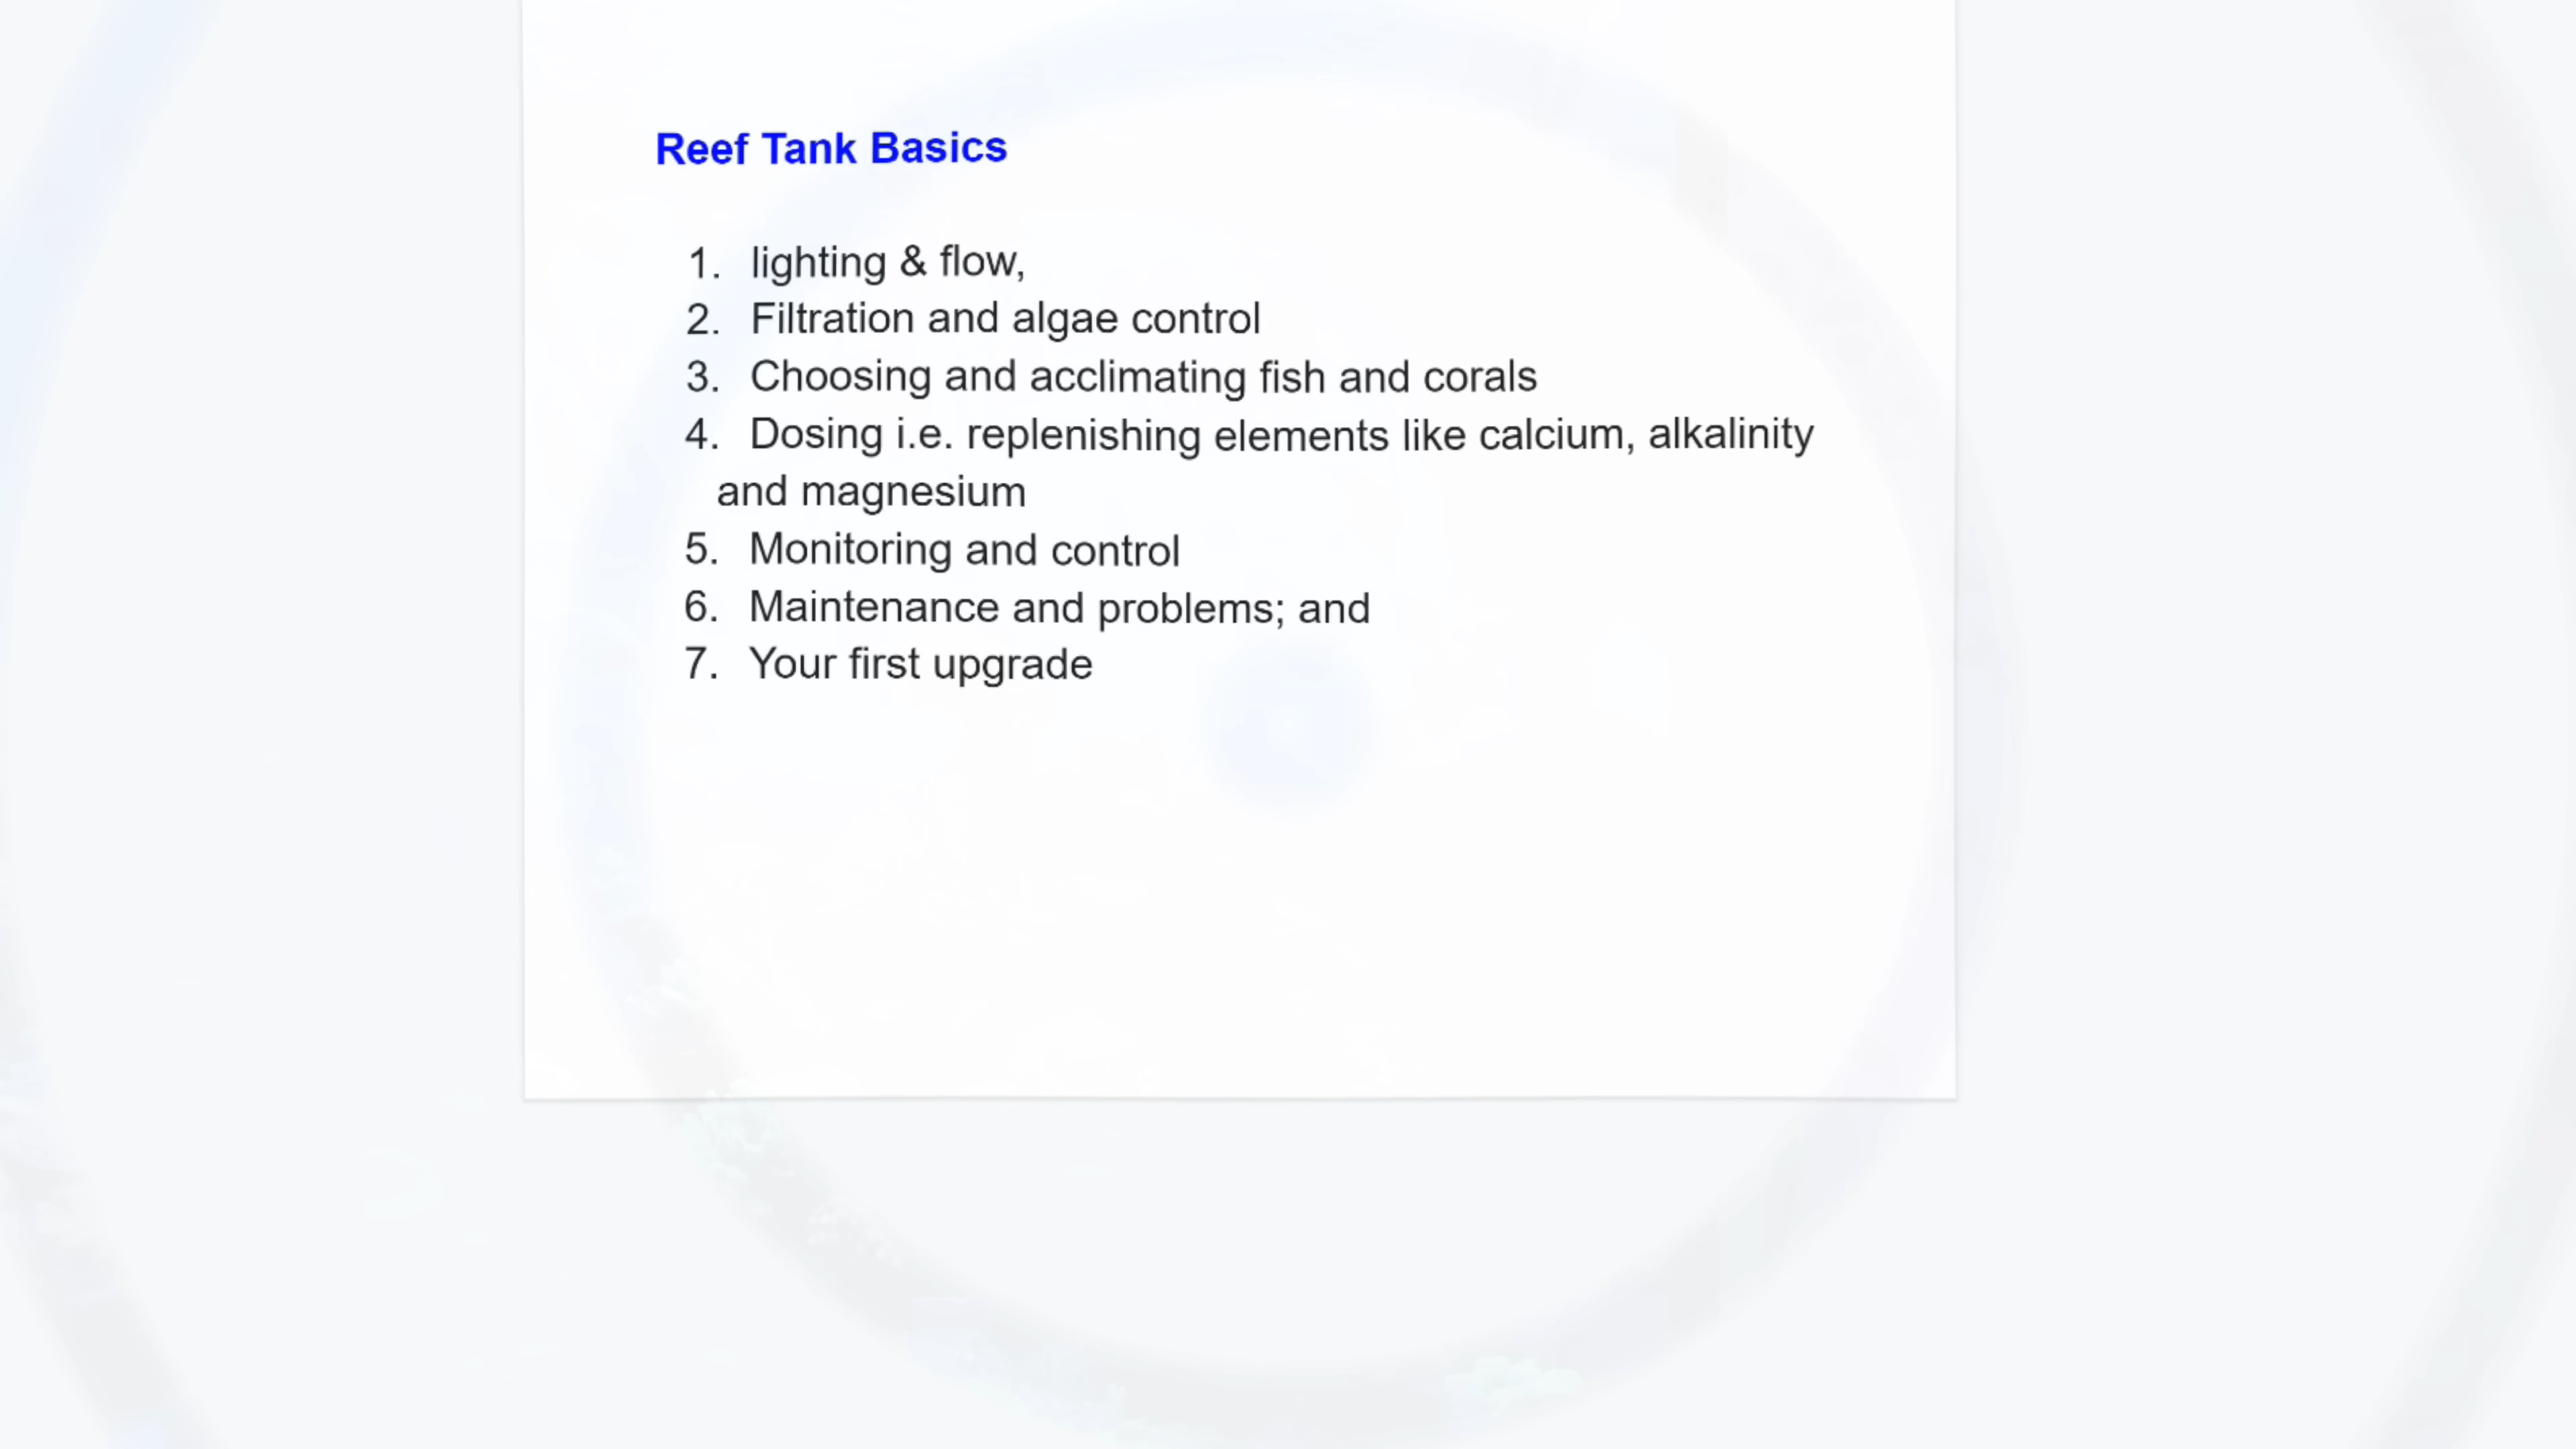 Reef Tank Basics
1. lighting & flow,
2. Filtration and algae control
3. Choosing and acclimating fish and corals
4. Dosing i.e. replenishing elements like calcium, alkalinity
and magnesium
5. Monitoring and control
6. Maintenance and problems; and
7. Your first upgrade